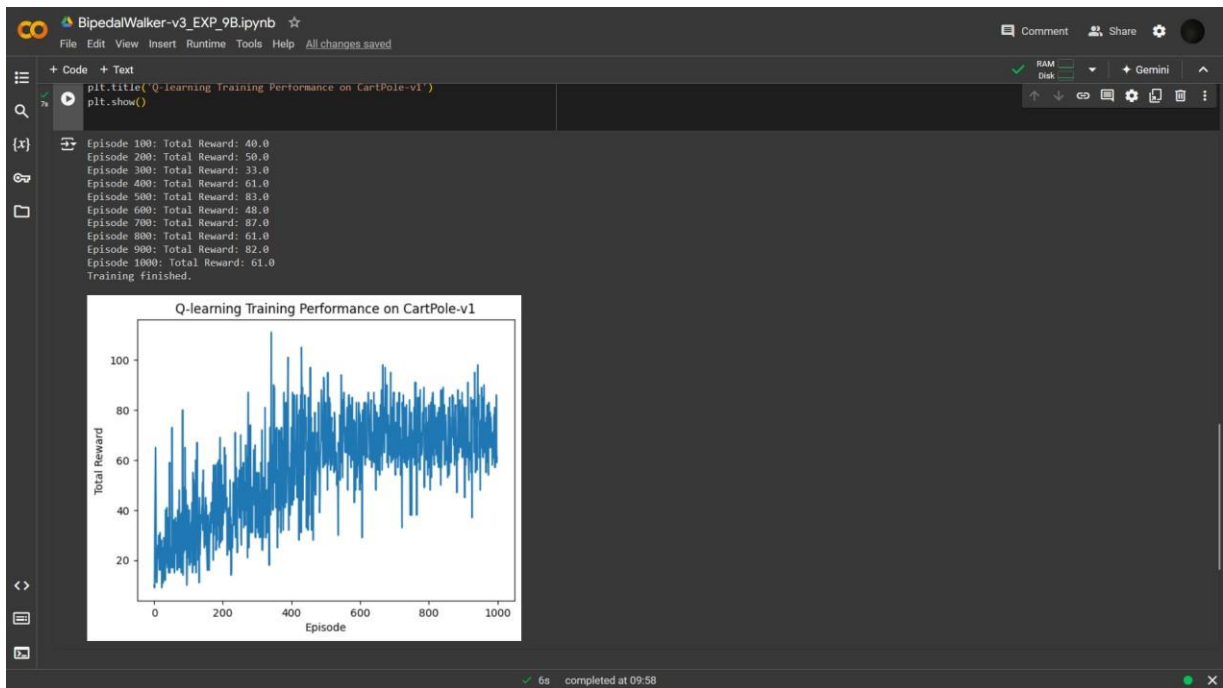 BipedalWalker-v3_EXP_9B.ipynb
Comment
Share
File Edit View Insert Runtime Tools Help All changes saved
+ Code + Text
RAM
Disk
Gemini
7s
plt.title('Q-learning Training Performance on CartPole-v1')
plt.show()
{x}
Episode 100: Total Reward: 40.0
Episode 200: Total Reward: 50.0
Episode 300: Total Reward: 33.0
Episode 400: Total Reward: 61.0
Episode 500: Total Reward: 83.0
Episode 600: Total Reward: 48.0
Episode 700: Total Reward: 87.0
Episode 800: Total Reward: 61.0
Episode 900: Total Reward: 82.0
Episode 1000: Total Reward: 61.0
Training finished.
Q-learning Training Performance on CartPole-v1
100
80
60
40
20
Total Reward
0 200 400 600 800 1000
Episode
6s completed at 09:58